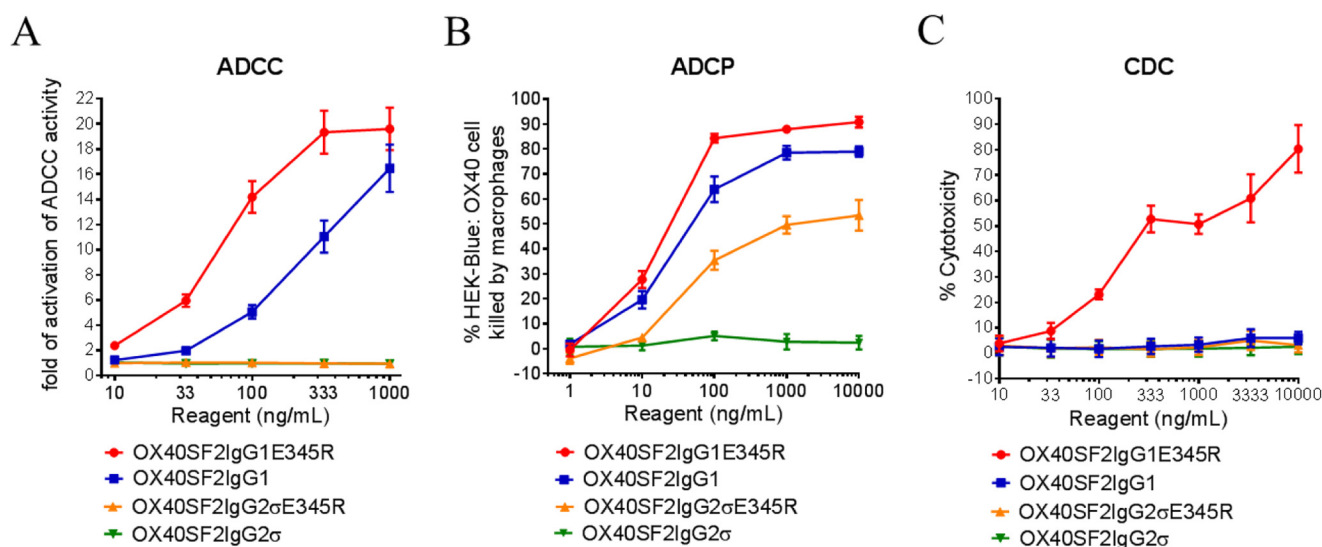 A
ADCC
fold of activation of ADCC activity
22
20
18
16
14
12
10
8
6
4
2
0
10 33 100 333 1000
Reagent (ng/mL)
OX40SF2IgG1E345R
OX40SF2IgG1
OX40SF2IgG2σE345R
OX40SF2IgG2σ
B
ADCP
% HEK-Blue: OX40 cell
killed by macrophages
100
90
80
70
60
50
40
30
20
10
0
-10
1 10 100 1000 10000
Reagent (ng/mL)
OX40SF2IgG1E345R
OX40SF2IgG1
OX40SF2IgG2σE345R
OX40SF2IgG2σ
C
CDC
% Cytotoxicity
100
90
80
70
60
50
40
30
20
10
0
-10
10 33 100 333 1000 3333 10000
Reagent (ng/mL)
OX40SF2IgG1E345R
OX40SF2IgG1
OX40SF2IgG2σE345R
OX40SF2IgG2σ